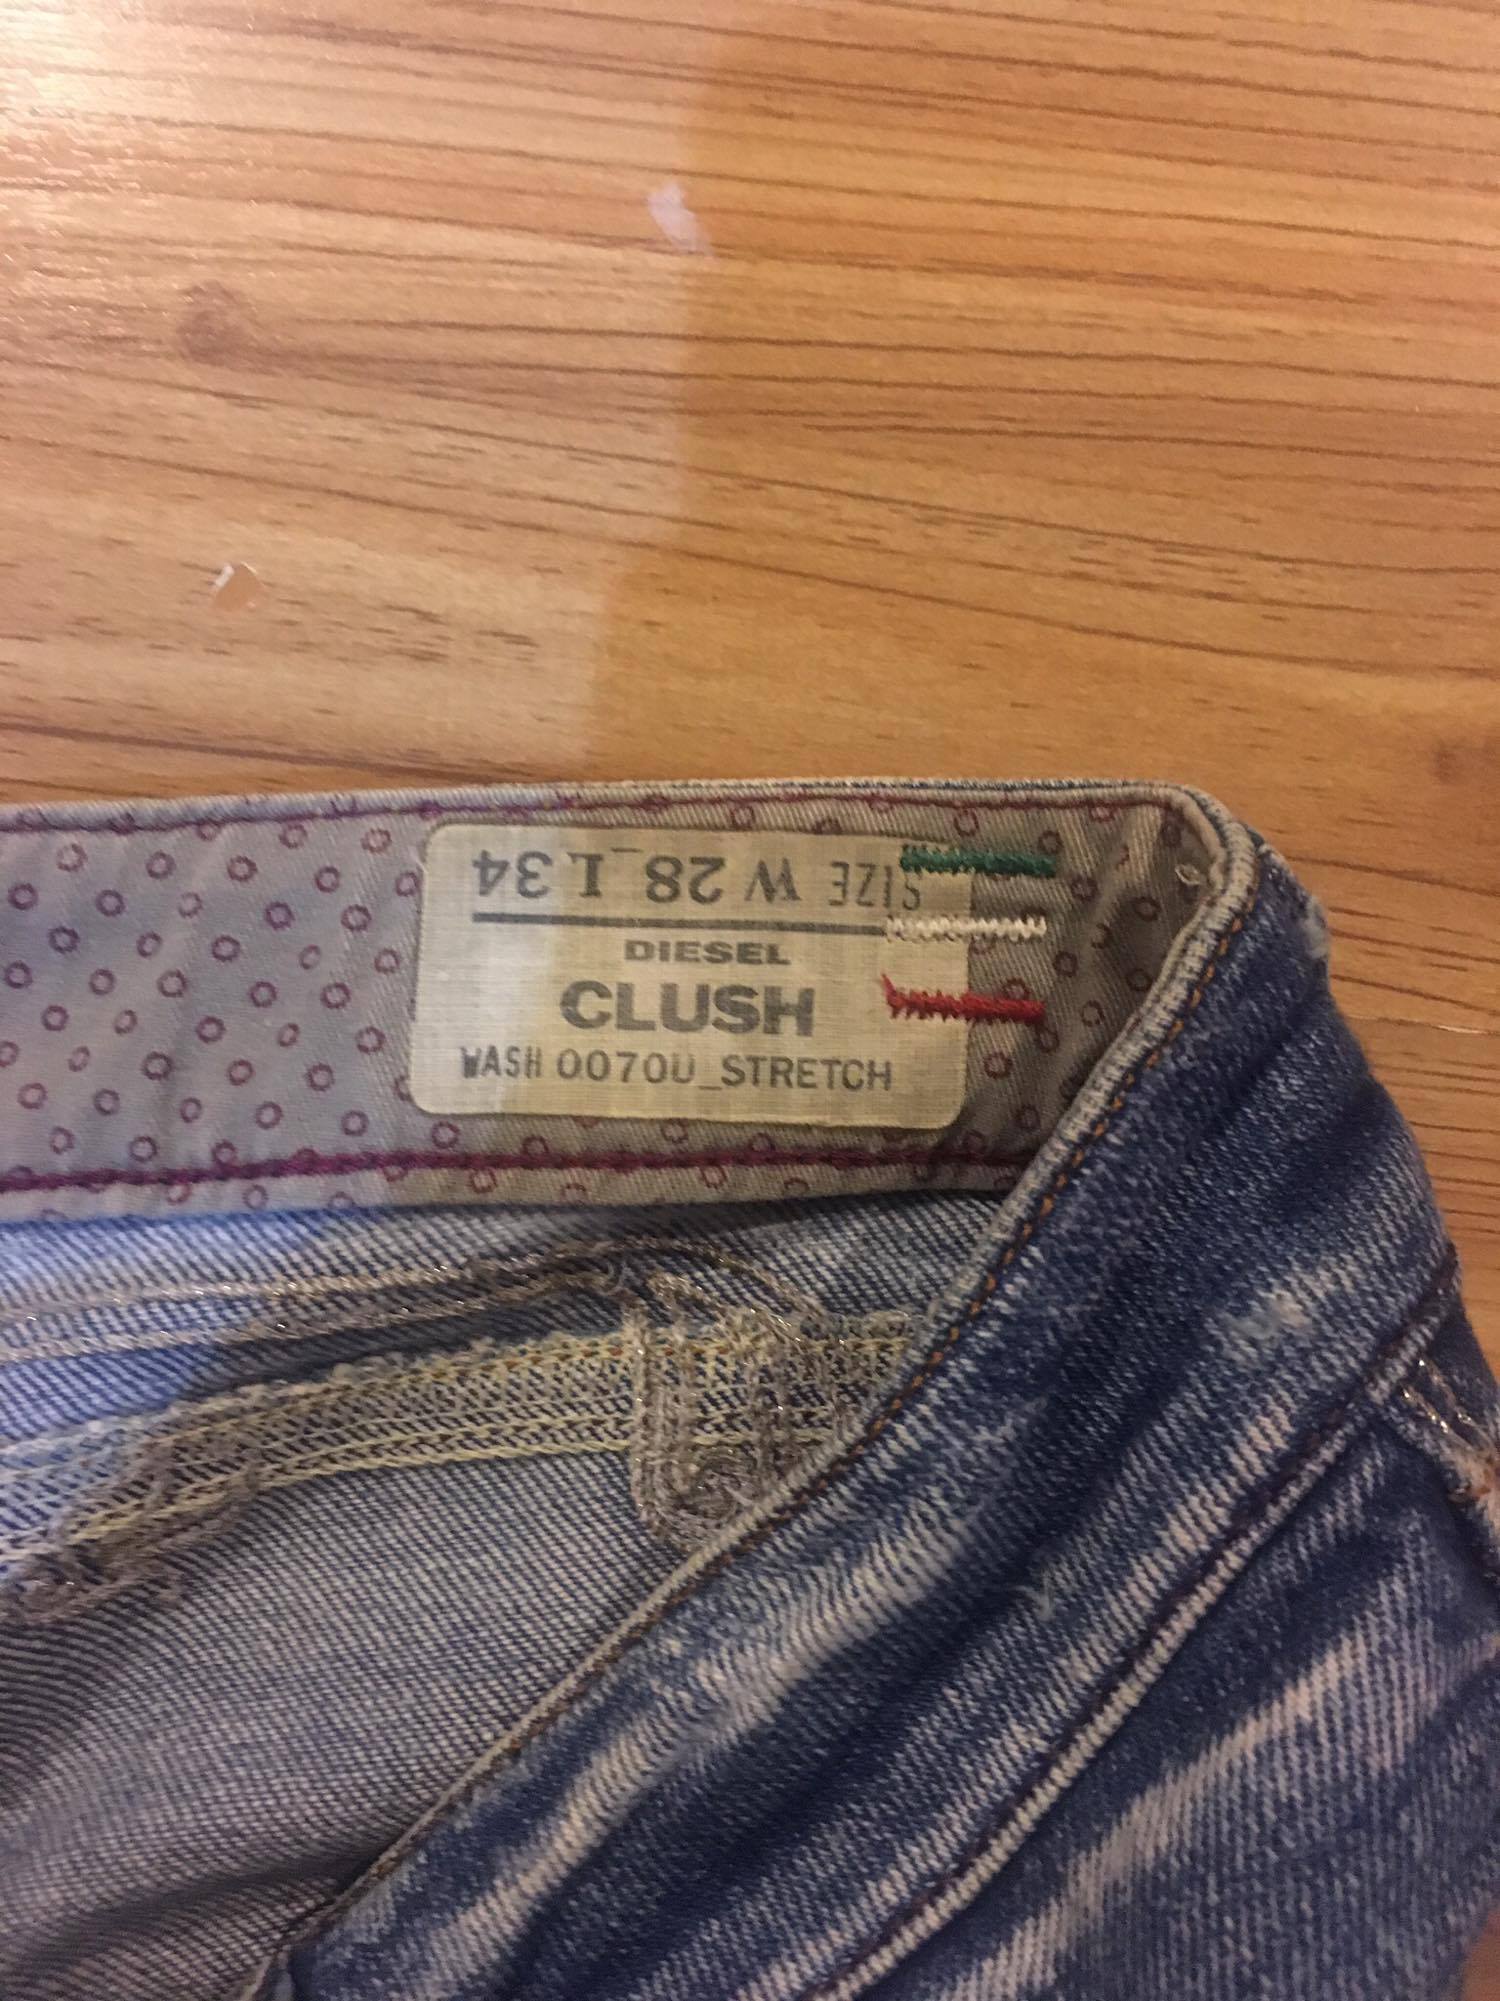 SIZE W 28_L 34
DIESEL
CLUSH
WASH 0070U_STRETCH